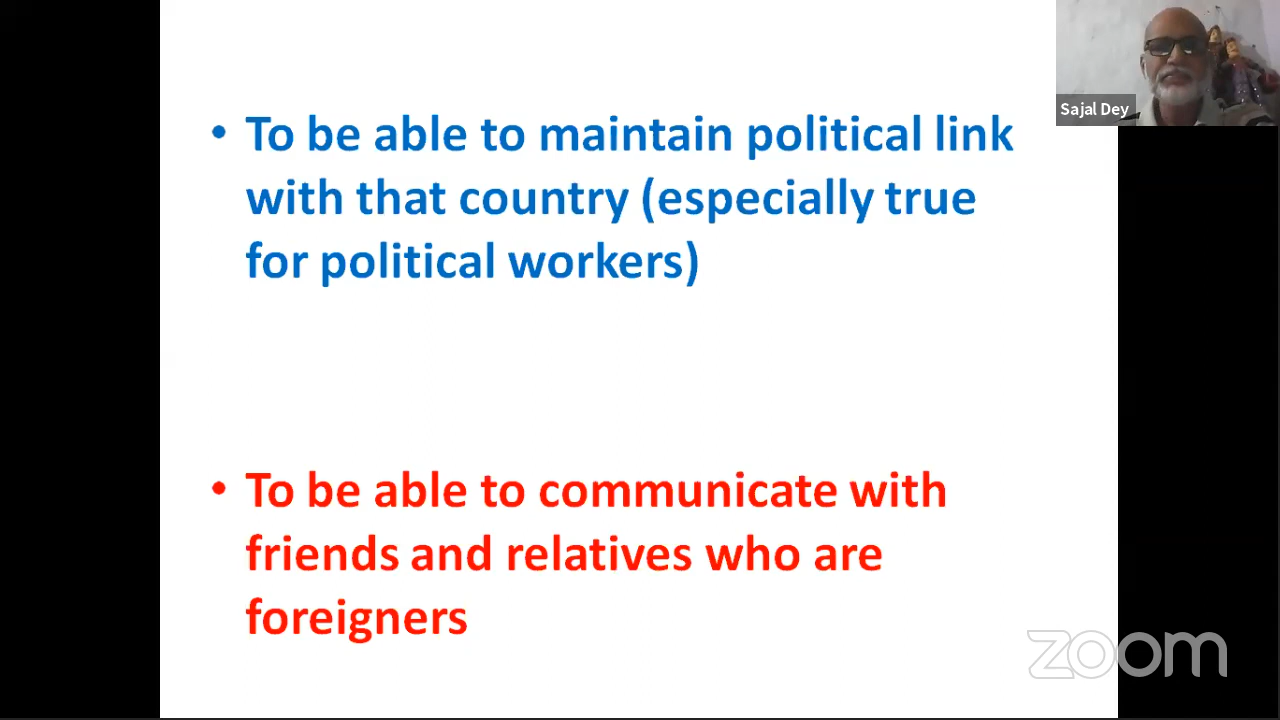 Sajal Dey
• To be able to maintain political link
with that country (especially true
for political workers)
• To be able to communicate with
friends and relatives who are
foreigners
zoom